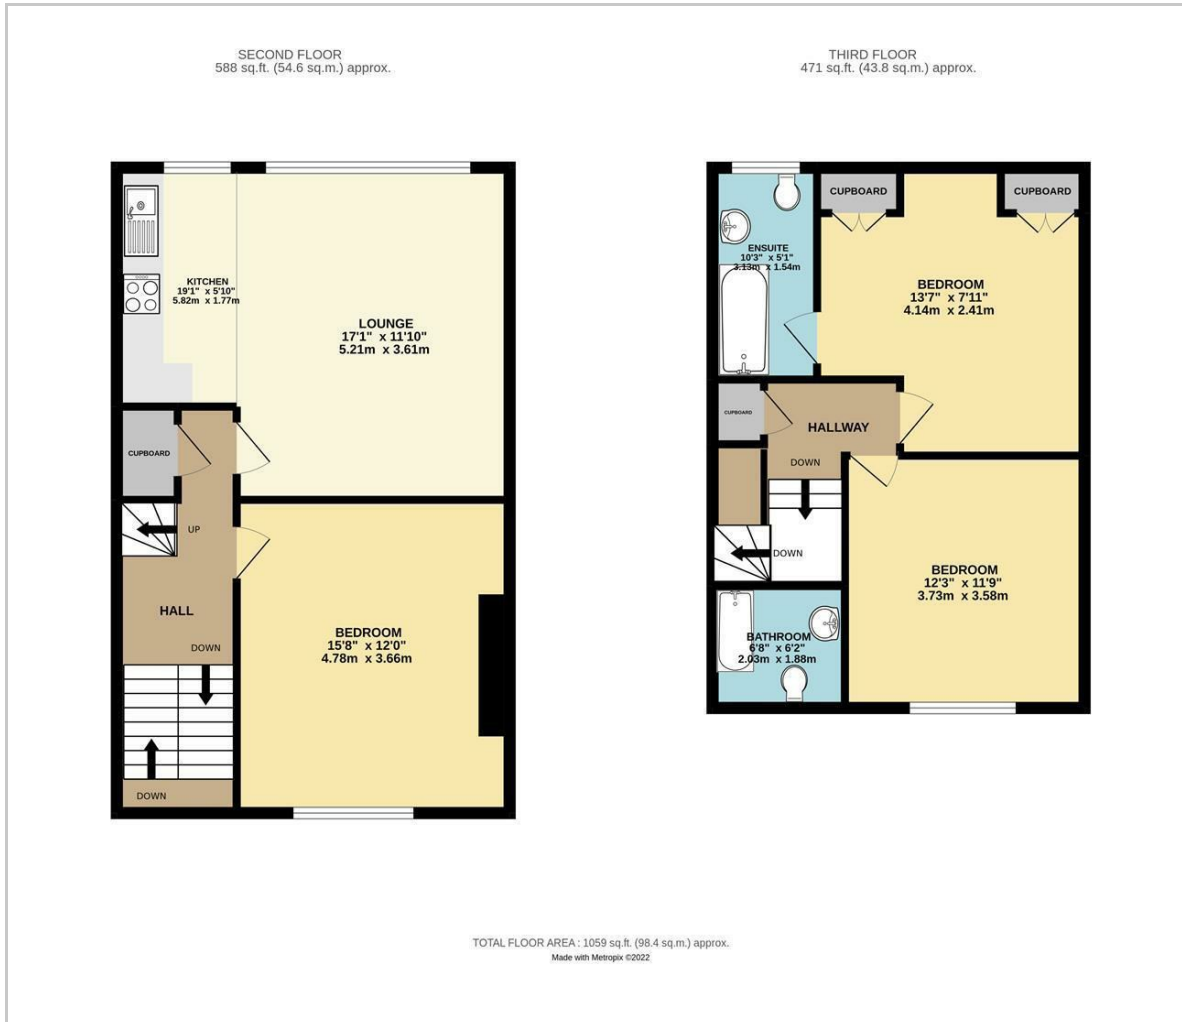 SECOND FLOOR
588 sq.ft. (54.6 sq.m.) approx.
KITCHEN
19'1" x 5'10"
5.82m x 1.77m
LOUNGE
17'1" x 11'10"
5.21m x 3.61m
CUPBOARD
UP
HALL
DOWN
BEDROOM
15'8" x 12'0"
4.78m x 3.66m
DOWN
THIRD FLOOR
471 sq.ft. (43.8 sq.m.) approx.
CUPBOARD
CUPBOARD
ENSUITE
10'3" x 5'1"
3.13m x 1.54m
BEDROOM
13'7" x 7'11"
4.14m x 2.41m
CUPBOARD
HALLWAY
DOWN
DOWN
BEDROOM
12'3" x 11'9"
3.73m x 3.58m
BATHROOM
6'8" x 6'2"
2.03m x 1.88m
TOTAL FLOOR AREA : 1059 sq.ft. (98.4 sq.m.) approx.
Made with Metropix ©2022